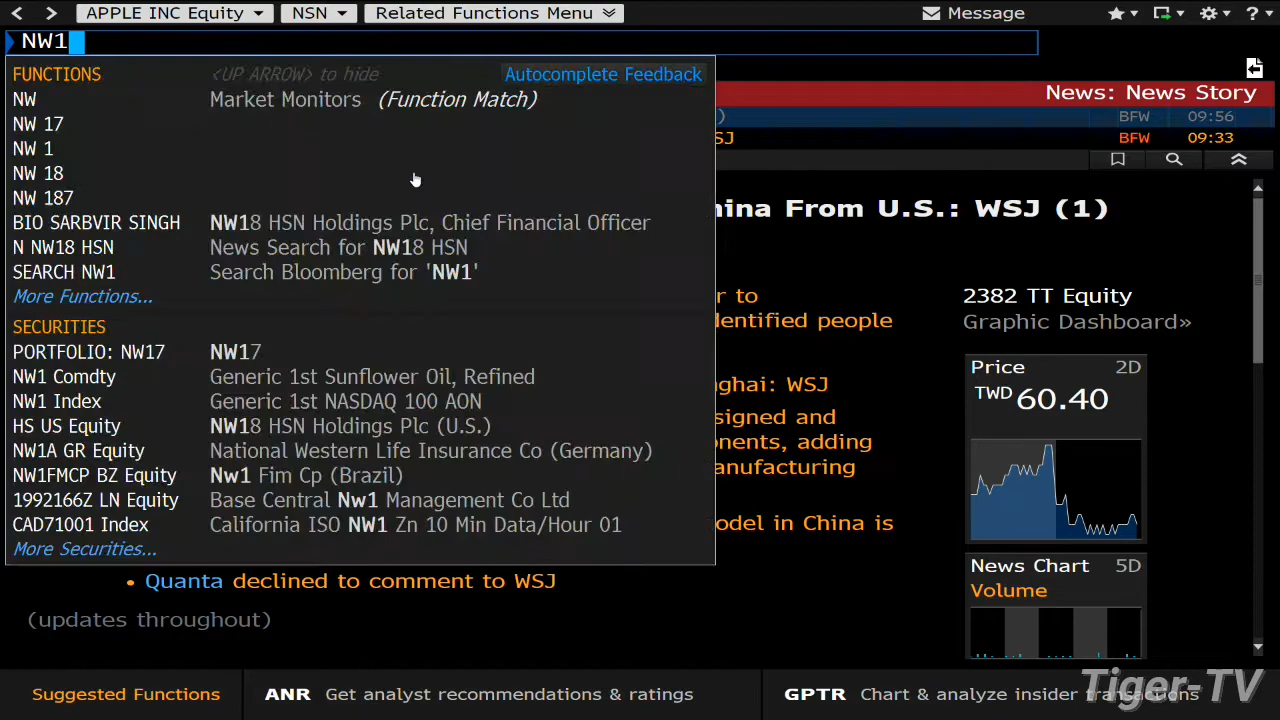 APPLE INC Equity NSN Related Functions Menu Message ?
NW1
FUNCTIONS <UP ARROW> to hide Autocomplete Feedback
NW Market Monitors (Function Match)
NW 17
NW 1
NW 18
NW 187
BIO SARBVIR SINGH NW18 HSN Holdings Plc, Chief Financial Officer
N NW18 HSN News Search for NW18 HSN
SEARCH NW1 Search Bloomberg for 'NW1'
More Functions...
SECURITIES
PORTFOLIO: NW17 NW17
NW1 Comdty Generic 1st Sunflower Oil, Refined
NW1 Index Generic 1st NASDAQ 100 AON
HS US Equity NW18 HSN Holdings Plc (U.S.)
NW1A GR Equity National Western Life Insurance Co (Germany)
NW1FMCP BZ Equity Nw1 Fim Cp (Brazil)
1992166Z LN Equity Base Central Nw1 Management Co Ltd
CAD71001 Index California ISO NW1 Zn 10 Min Data/Hour 01
More Securities...
News: News Story
) BFW 09:56
SJ BFW 09:33
hina From U.S.: WSJ (1)
r to
dentified people
ghai: WSJ
signed and
nents, adding
anufacturing
odel in China is
• Quanta declined to comment to WSJ
(updates throughout)
2382 TT Equity
Graphic Dashboard»
Price 2D
TWD 60.40
News Chart 5D
Volume
Suggested Functions ANR Get analyst recommendations & ratings GPTR Chart & analyze insider transactions
Tiger-TV